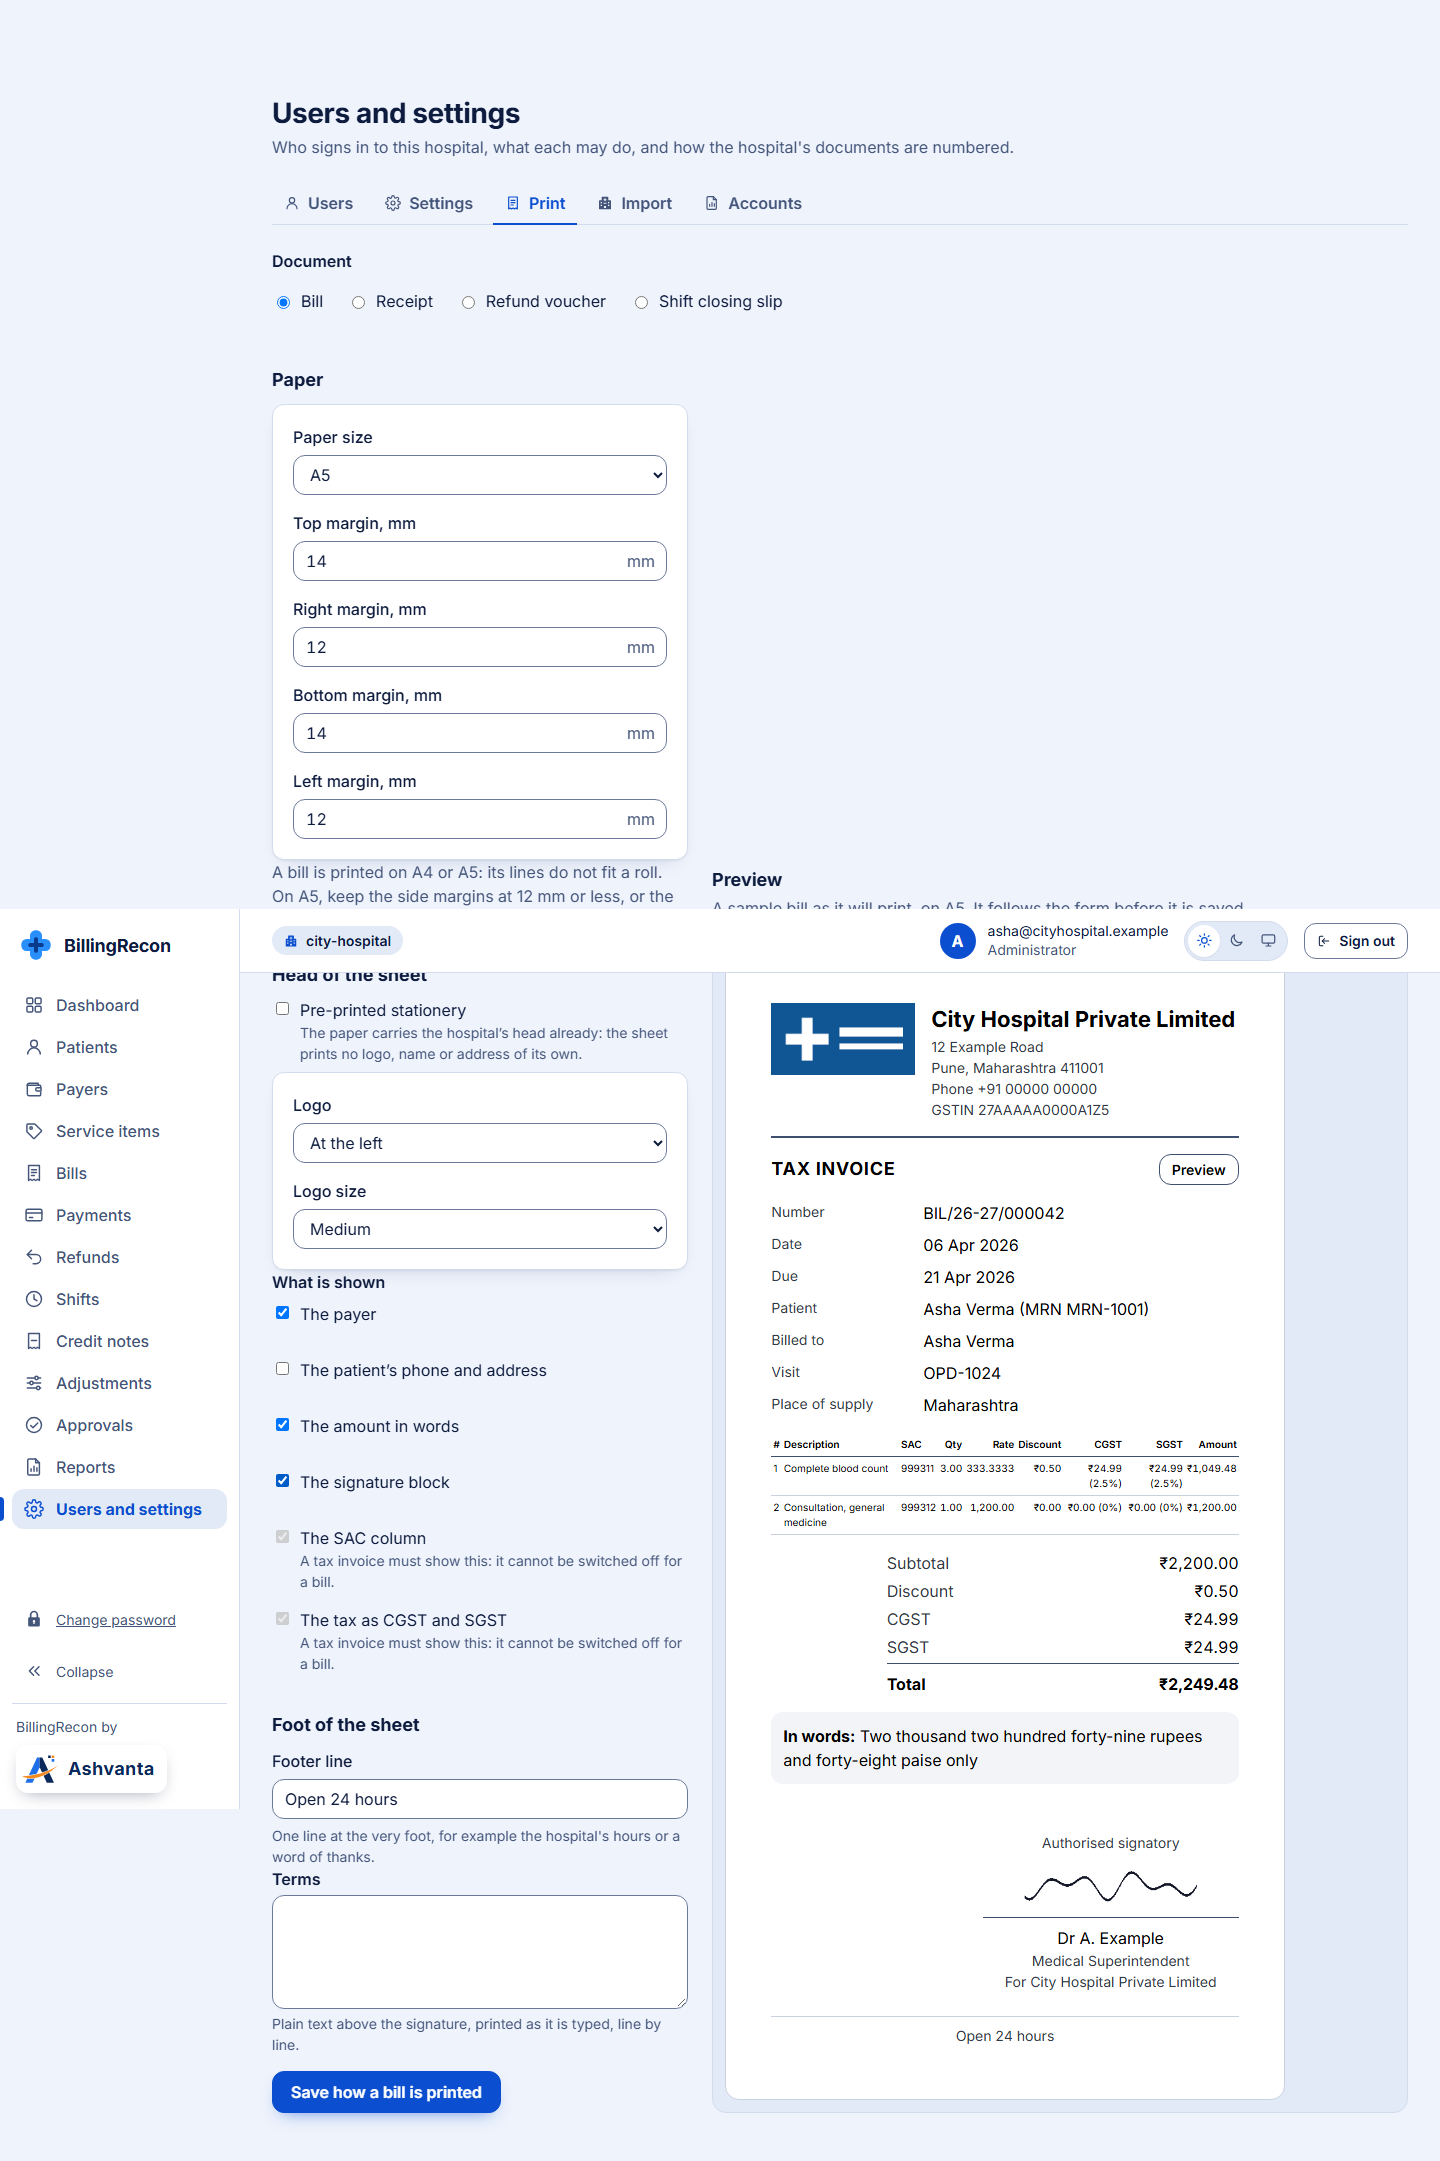 Users and settings
Who signs in to this hospital, what each may do, and how the hospital's documents are numbered.
Users
Settings
Print
Import
Accounts
Document
Bill
Receipt
Refund voucher
Shift closing slip
Paper
Paper size
A5
Top margin, mm
14 mm
Right margin, mm
12 mm
Bottom margin, mm
14 mm
Left margin, mm
12 mm
A bill is printed on A4 or A5: its lines do not fit a roll.
On A5, keep the side margins at 12 mm or less, or the
Preview
A sample bill as it will print, on A5. It follows the form before it is saved
BillingRecon
city-hospital
A
asha@cityhospital.example
Administrator
Sign out
Dashboard
Patients
Payers
Service items
Bills
Payments
Refunds
Shifts
Credit notes
Adjustments
Approvals
Reports
Users and settings
Change password
Collapse
BillingRecon by
Ashvanta
Head of the sheet
Pre-printed stationery
The paper carries the hospital’s head already: the sheet
prints no logo, name or address of its own.
Logo
At the left
Logo size
Medium
What is shown
The payer
The patient’s phone and address
The amount in words
The signature block
The SAC column
A tax invoice must show this: it cannot be switched off for
a bill.
The tax as CGST and SGST
A tax invoice must show this: it cannot be switched off for
a bill.
Foot of the sheet
Footer line
Open 24 hours
One line at the very foot, for example the hospital's hours or a
word of thanks.
Terms
Plain text above the signature, printed as it is typed, line by
line.
Save how a bill is printed
City Hospital Private Limited
12 Example Road
Pune, Maharashtra 411001
Phone +91 00000 00000
GSTIN 27AAAAA0000A1Z5
TAX INVOICE
Preview
Number BIL/26-27/000042
Date 06 Apr 2026
Due 21 Apr 2026
Patient Asha Verma (MRN MRN-1001)
Billed to Asha Verma
Visit OPD-1024
Place of supply Maharashtra
# Description SAC Qty Rate Discount CGST SGST Amount
1 Complete blood count 999311 3.00 333.3333 ₹0.50 ₹24.99 ₹24.99 ₹1,049.48
(2.5%) (2.5%)
2 Consultation, general 999312 1.00 1,200.00 ₹0.00 ₹0.00 (0%) ₹0.00 (0%) ₹1,200.00
medicine
Subtotal ₹2,200.00
Discount ₹0.50
CGST ₹24.99
SGST ₹24.99
Total ₹2,249.48
In words: Two thousand two hundred forty-nine rupees
and forty-eight paise only
Authorised signatory
Dr A. Example
Medical Superintendent
For City Hospital Private Limited
Open 24 hours